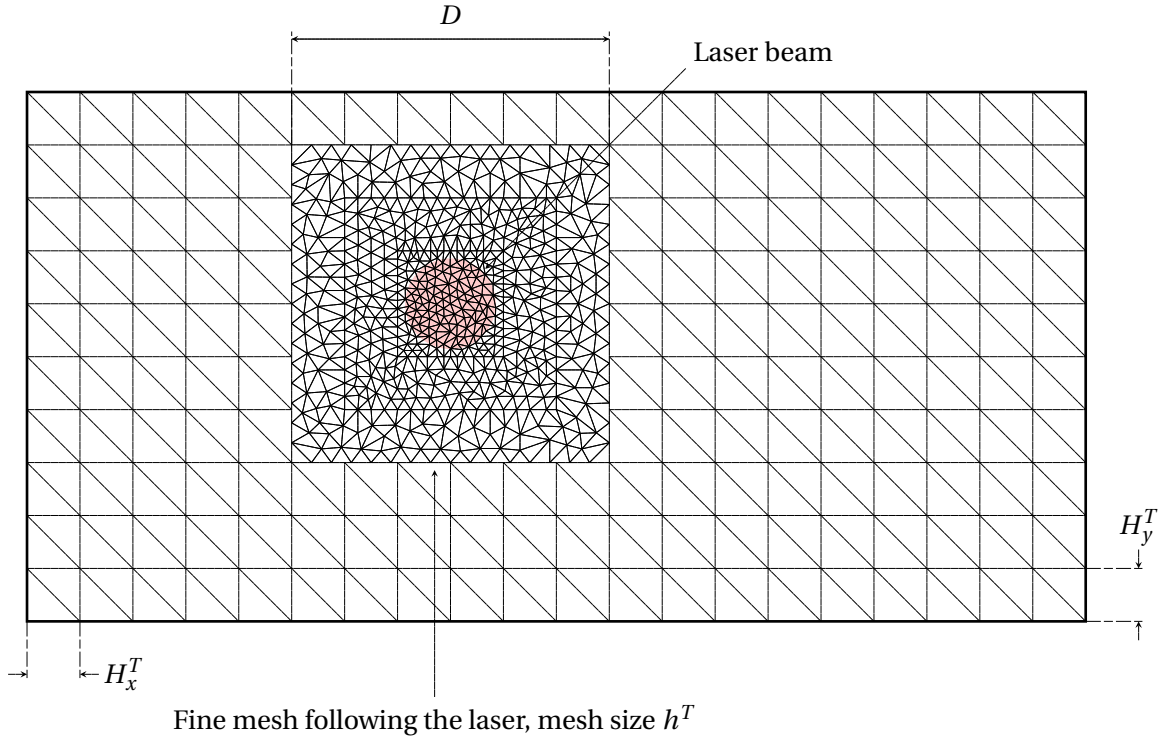 D
Laser beam
H_y^T
H_x^T
Fine mesh following the laser, mesh size h^T